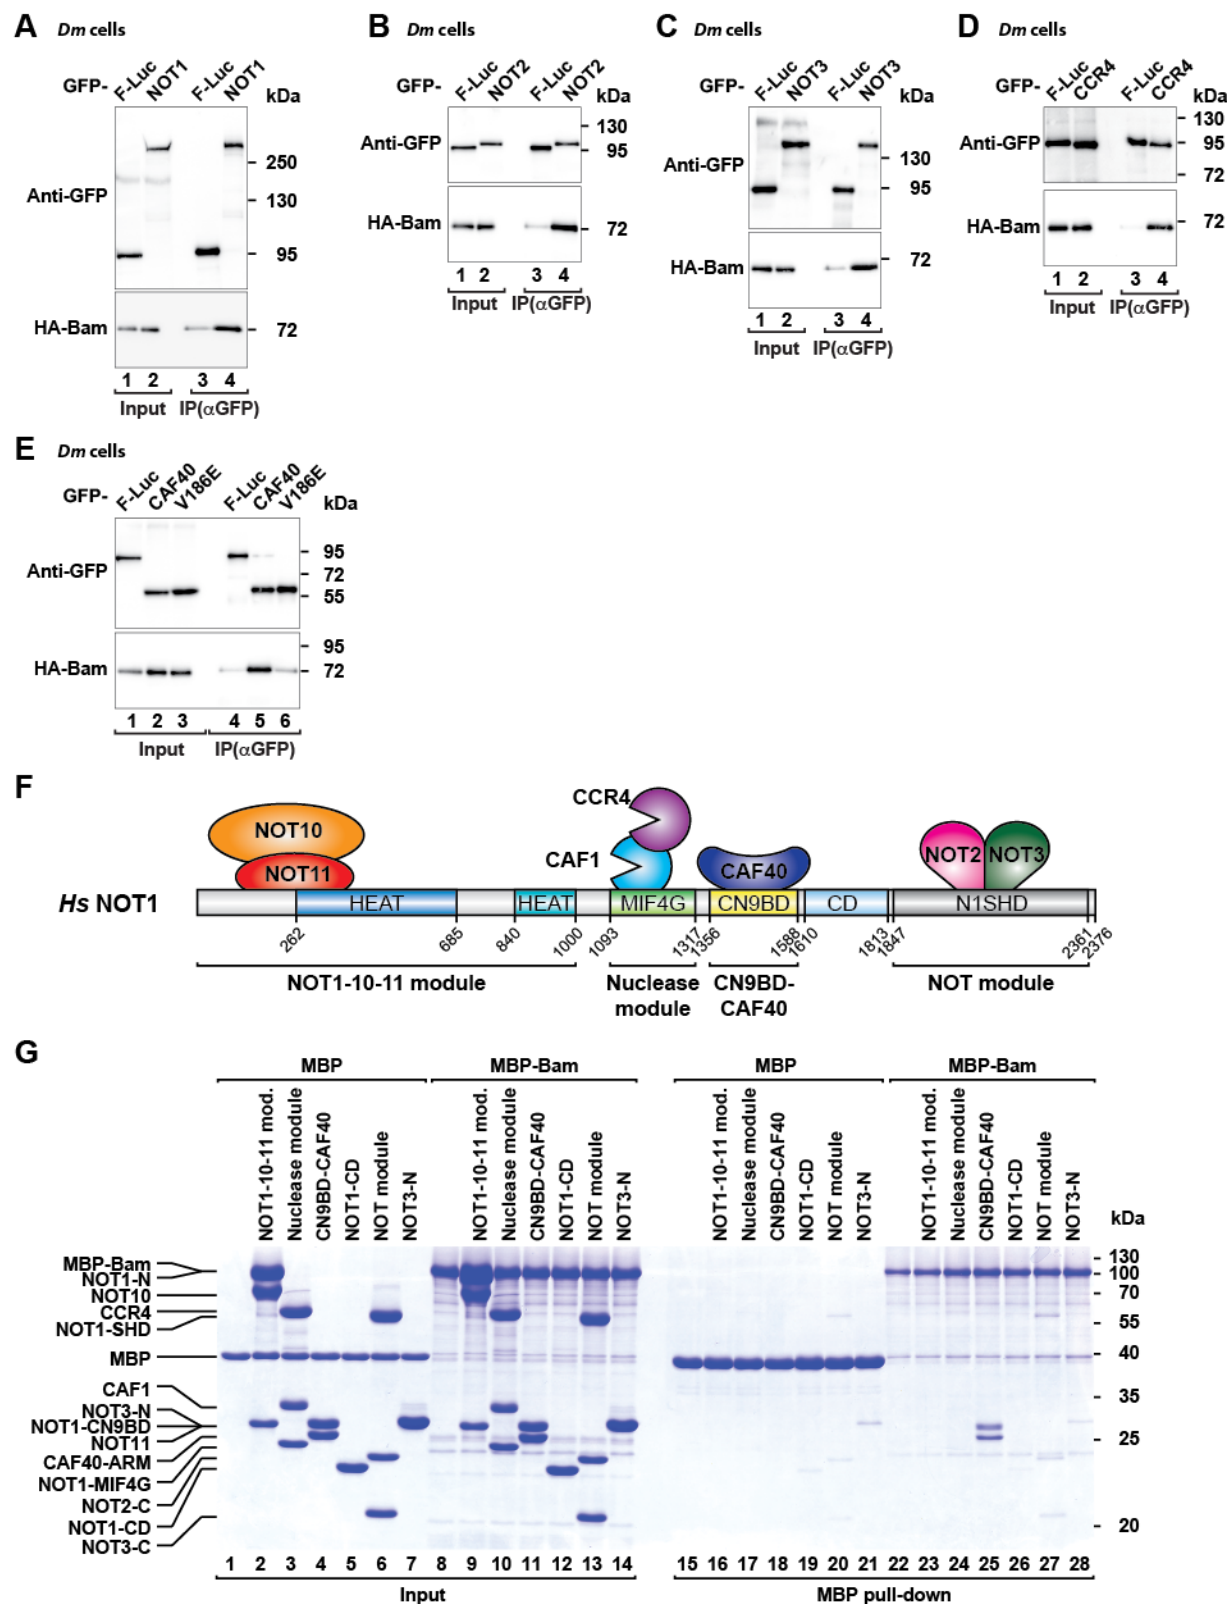 A Dm cells
GFP- F-Luc NOT1 F-Luc NOT1 kDa
Anti-GFP
250
130
95
HA-Bam 72
1 2 3 4
Input IP(αGFP)
B Dm cells
GFP- F-Luc NOT2 F-Luc NOT2 kDa
Anti-GFP 130
95
HA-Bam 72
1 2 3 4
Input IP(αGFP)
C Dm cells
GFP- F-Luc NOT3 F-Luc NOT3 kDa
Anti-GFP 130
95
HA-Bam 72
1 2 3 4
Input IP(αGFP)
D Dm cells
GFP- F-Luc CCR4 F-Luc CCR4 kDa
130
Anti-GFP 95
72
HA-Bam 72
1 2 3 4
Input IP(αGFP)
E Dm cells
GFP- F-Luc CAF40 V186E F-Luc CAF40 V186E kDa
Anti-GFP 95
72
55
95
HA-Bam 72
1 2 3 4 5 6
Input IP(αGFP)
F
CCR4
NOT10
CAF1
NOT11 CAF40 NOT2 NOT3
Hs NOT1 HEAT HEAT MIF4G CN9BD CD N1SHD
262 685 840 1000 1093 1317 1356 1588 1610 1813 1847 2361 2376
NOT1-10-11 module Nuclease module CN9BD-CAF40 NOT module
G
MBP MBP-Bam MBP MBP-Bam
NOT1-10-11 mod. Nuclease module CN9BD-CAF40 NOT1-CD NOT module NOT3-N
NOT1-10-11 mod. Nuclease module CN9BD-CAF40 NOT1-CD NOT module NOT3-N
NOT1-10-11 mod. Nuclease module CN9BD-CAF40 NOT1-CD NOT module NOT3-N
NOT1-10-11 mod. Nuclease module CN9BD-CAF40 NOT1-CD NOT module NOT3-N
kDa
MBP-Bam
NOT1-N
NOT10
CCR4
NOT1-SHD
MBP
CAF1
NOT3-N
NOT1-CN9BD
NOT11
CAF40-ARM
NOT1-MIF4G
NOT2-C
NOT1-CD
NOT3-C
130
100
70
55
40
35
25
20
1 2 3 4 5 6 7 8 9 10 11 12 13 14 15 16 17 18 19 20 21 22 23 24 25 26 27 28
Input MBP pull-down